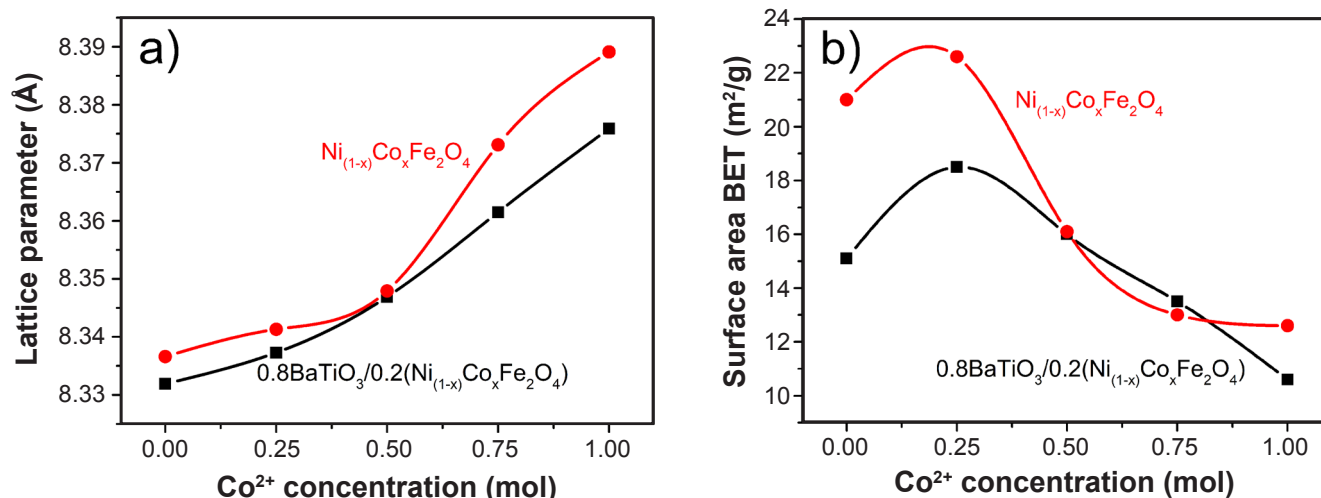 a)
Lattice parameter (Å)
8.39
8.38
8.37
8.36
8.35
8.34
8.33
Ni(1-x)CoxFe2O4
0.8BaTiO3/0.2(Ni(1-x)CoxFe2O4)
0.00 0.25 0.50 0.75 1.00
Co²⁺ concentration (mol)
b)
Surface area BET (m²/g)
24
22
20
18
16
14
12
10
Ni(1-x)CoxFe2O4
0.8BaTiO3/0.2(Ni(1-x)CoxFe2O4)
0.00 0.25 0.50 0.75 1.00
Co²⁺ concentration (mol)